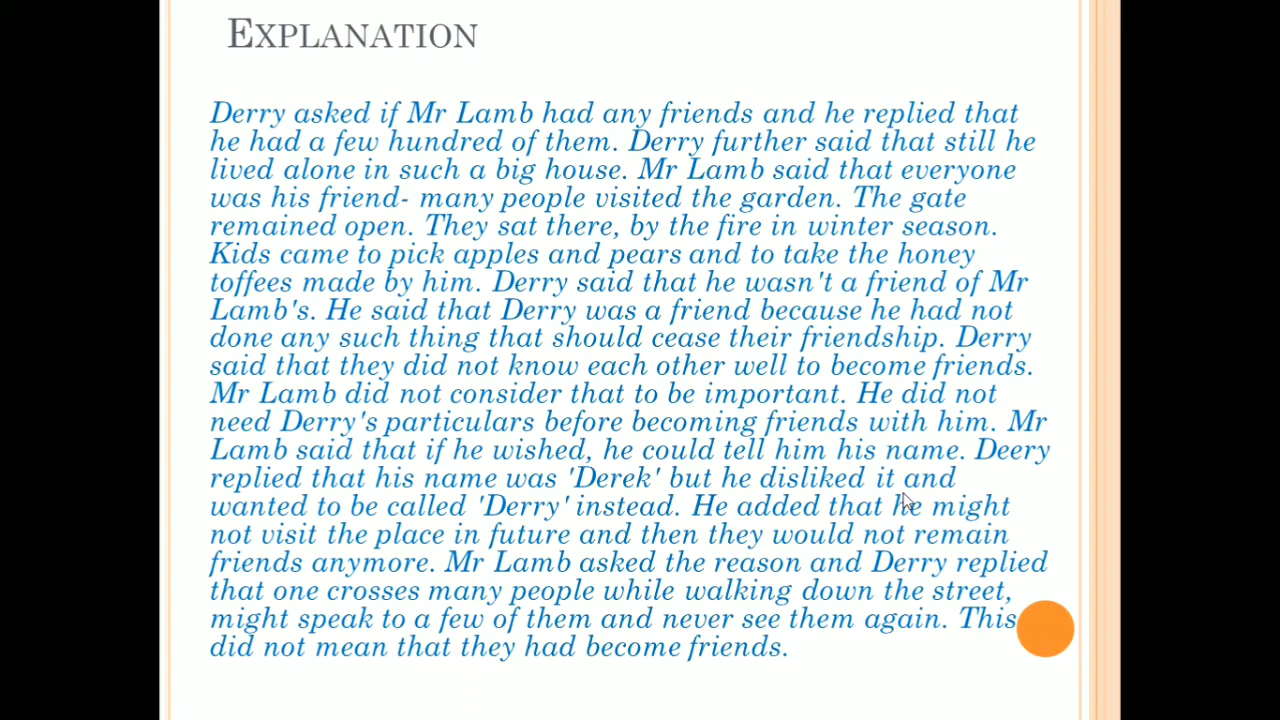 EXPLANATION
Derry asked if Mr Lamb had any friends and he replied that
he had a few hundred of them. Derry further said that still he
lived alone in such a big house. Mr Lamb said that everyone
was his friend- many people visited the garden. The gate
remained open. They sat there, by the fire in winter season.
Kids came to pick apples and pears and to take the honey
toffees made by him. Derry said that he wasn't a friend of Mr
Lamb's. He said that Derry was a friend because he had not
done any such thing that should cease their friendship. Derry
said that they did not know each other well to become friends.
Mr Lamb did not consider that to be important. He did not
need Derry's particulars before becoming friends with him. Mr
Lamb said that if he wished, he could tell him his name. Deery
replied that his name was 'Derek' but he disliked it and
wanted to be called 'Derry' instead. He added that he might
not visit the place in future and then they would not remain
friends anymore. Mr Lamb asked the reason and Derry replied
that one crosses many people while walking down the street,
might speak to a few of them and never see them again. This
did not mean that they had become friends.